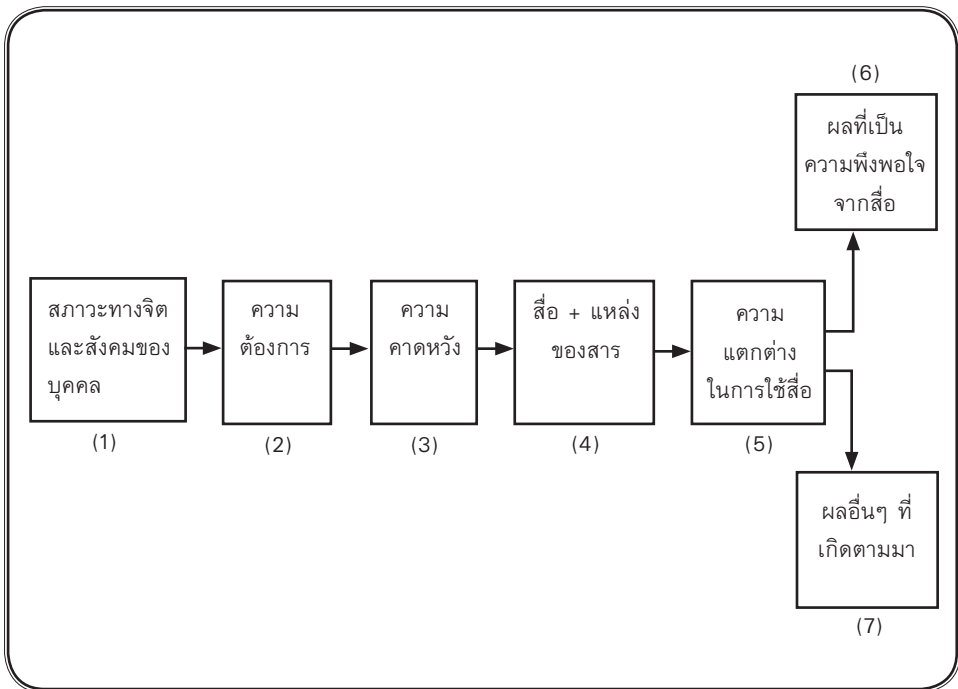 (6)
ผลที่เป็น
ความพึงพอใจ
จากสื่อ
สภาวะทางจิต
และสังคมของ
บุคคล
(1)
ความ
ต้องการ
(2)
ความ
คาดหวัง
(3)
สื่อ + แหล่ง
ของสาร
(4)
ความ
แตกต่าง
ในการใช้สื่อ
(5)
ผลอื่นๆ ที่
เกิดตามมา
(7)